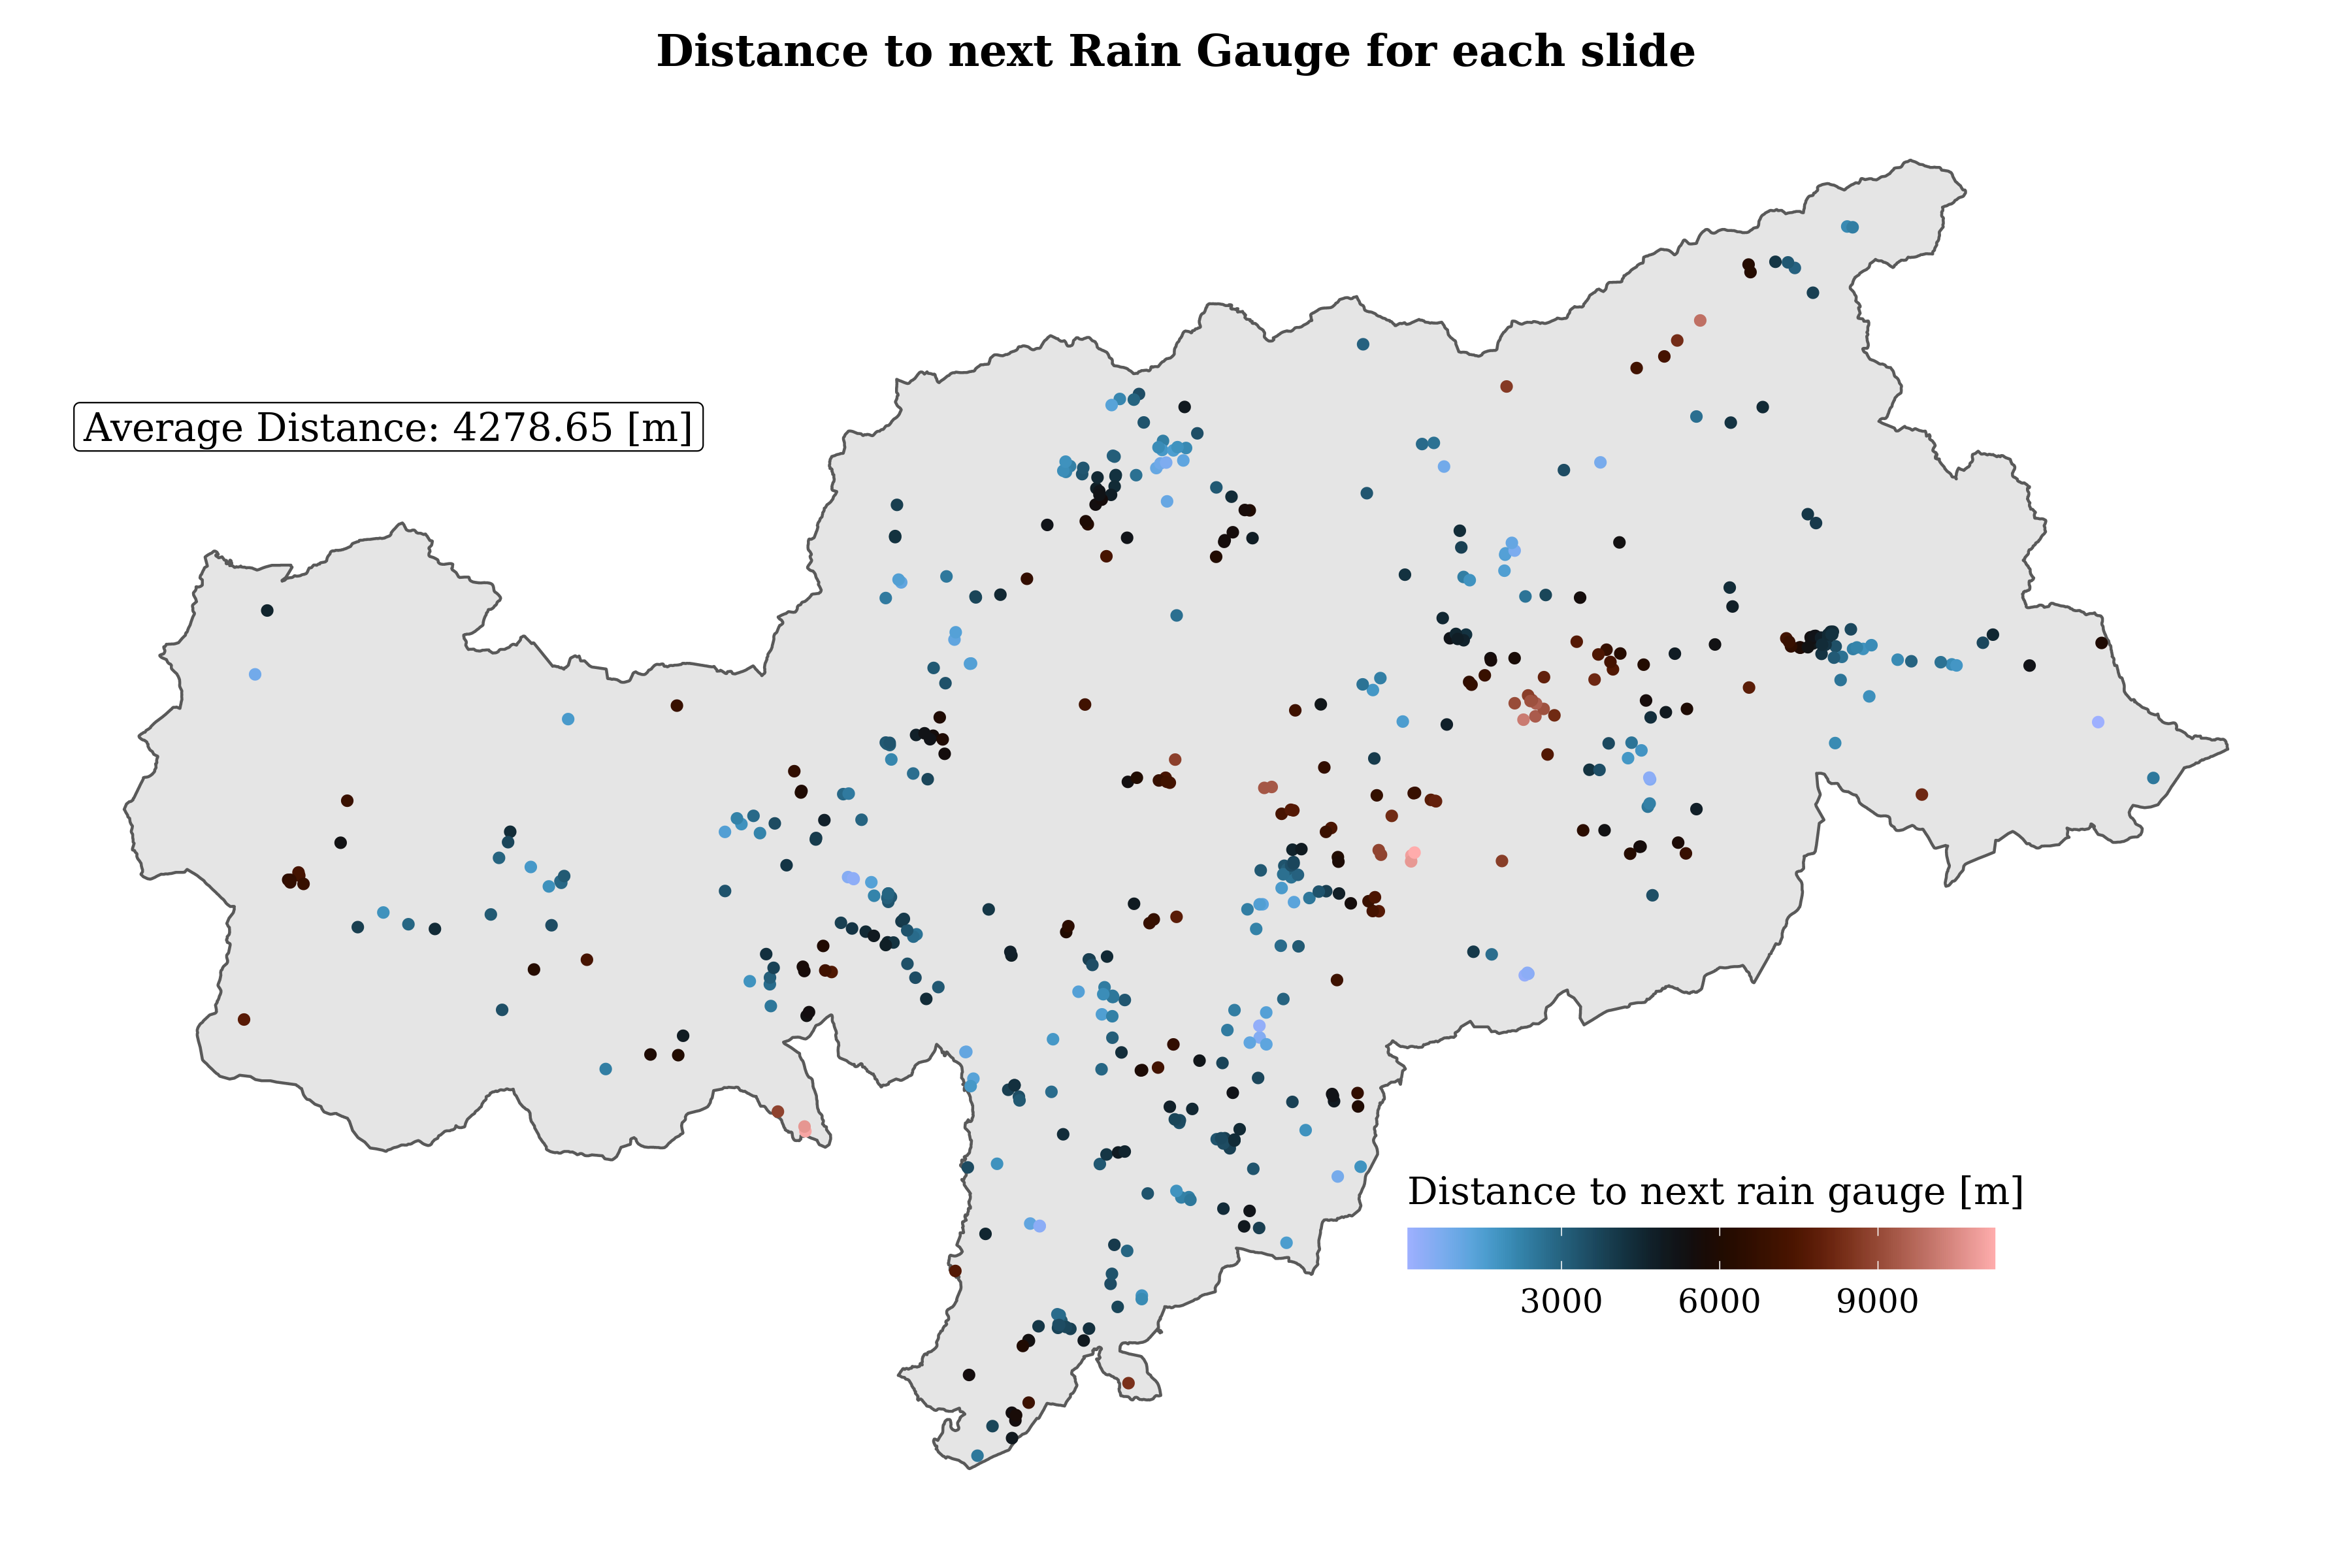 Distance to next Rain Gauge for each slide
Average Distance: 4278.65 [m]
Distance to next rain gauge [m]
3000 6000 9000